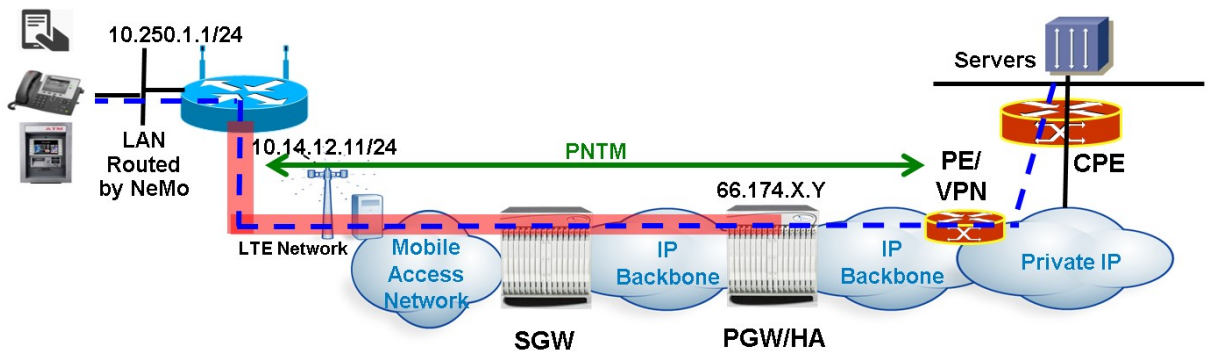 10.250.1.1/24
ATM
LAN
Routed
by NeMo
10.14.12.11/24
LTE Network
PNTM
Mobile
Access
Network
SGW
IP
Backbone
66.174.X.Y
PGW/HA
IP
Backbone
PE/
VPN
Servers
CPE
Private IP